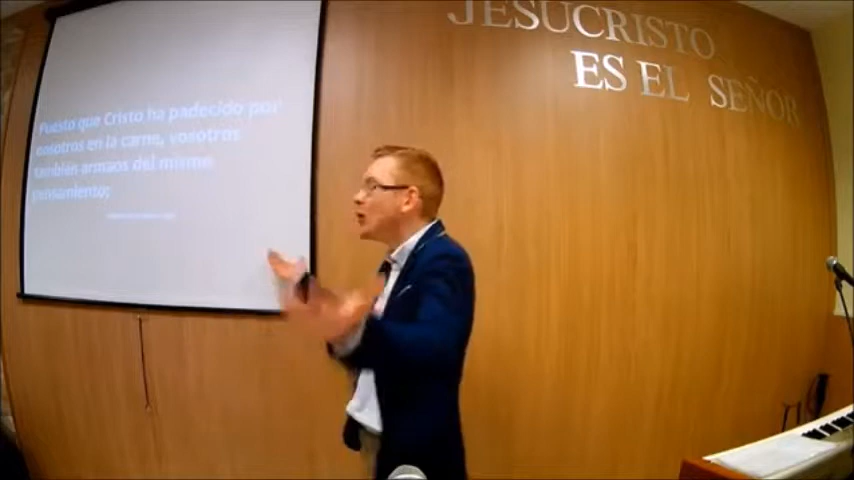 JESUCRISTO
ES EL SEÑOR
Puesto que Cristo ha padecido por
nosotros en la carne, vosotros
también armaos del mismo
pensamiento;